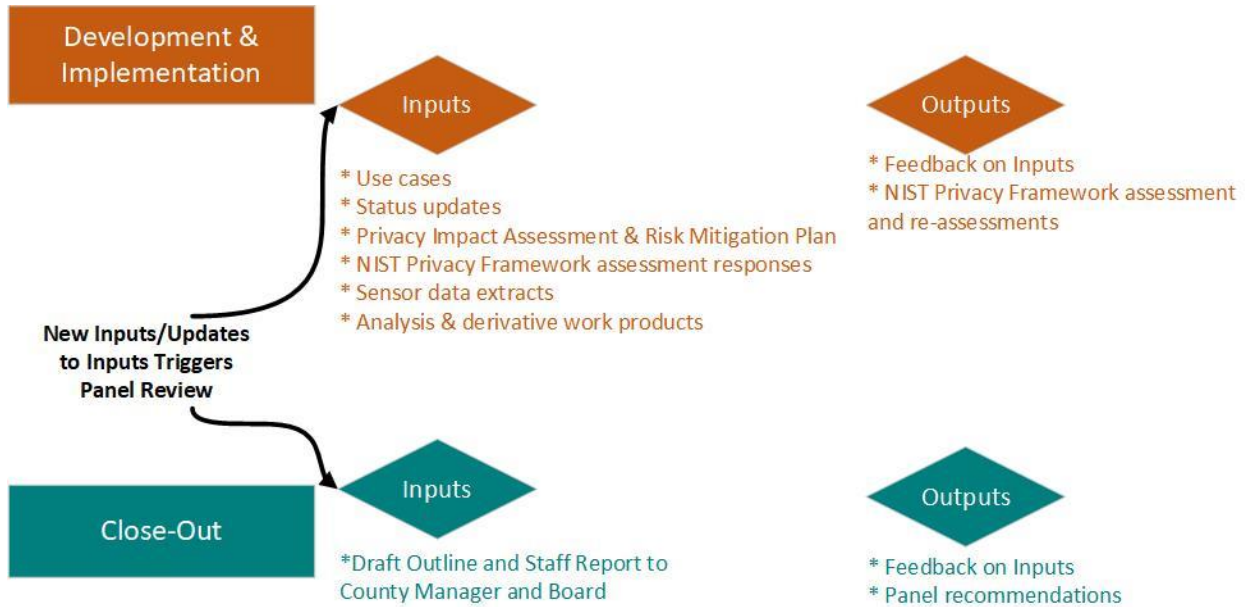 Development &
Implementation
Inputs
* Use cases
* Status updates
* Privacy Impact Assessment & Risk Mitigation Plan
* NIST Privacy Framework assessment responses
* Sensor data extracts
* Analysis & derivative work products
Outputs
* Feedback on Inputs
* NIST Privacy Framework assessment
and re-assessments
New Inputs/Updates
to Inputs Triggers
Panel Review
Close-Out
Inputs
*Draft Outline and Staff Report to
County Manager and Board
Outputs
* Feedback on Inputs
* Panel recommendations